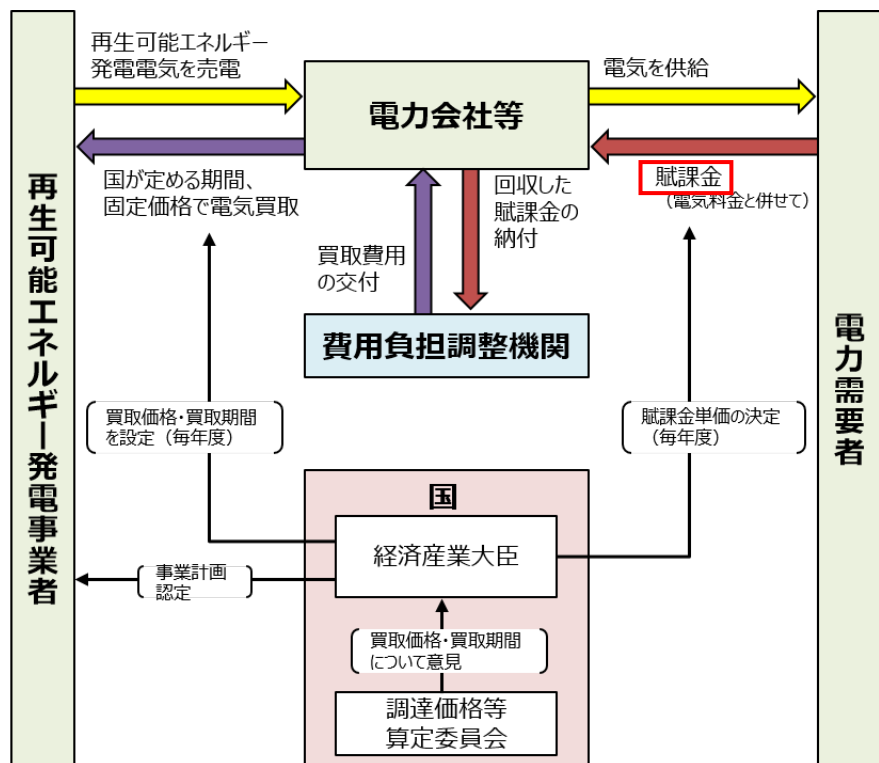 再生可能エネルギー
発電電気を売電
電気を供給
電力会社等
国が定める期間、
固定価格で電気買取
回収した
賦課金の
納付
賦課金
（電気料金と併せて）
買取費用
の交付
費用負担調整機関
再生可能エネルギー発電事業者
電力需要者
買取価格・買取期間
を設定（毎年度）
賦課金単価の決定
（毎年度）
国
経済産業大臣
事業計画
認定
買取価格・買取期間
について意見
調達価格等
算定委員会